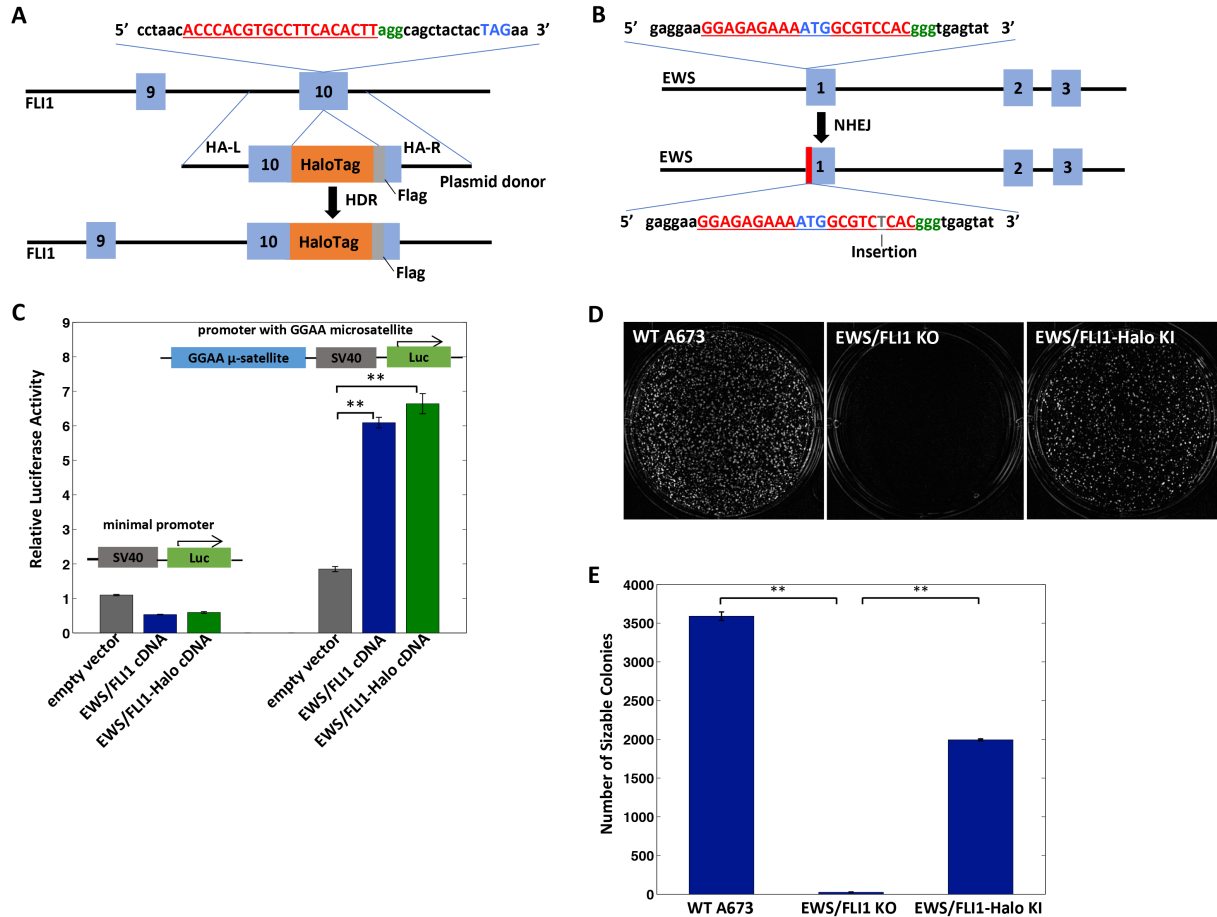 A
5’ cctaacACCCACGTGCCTTCACACTTaggcagctactacTAGaa 3’
9
10
FLI1
HA-L
HA-R
10
HaloTag
Plasmid donor
Flag
HDR
9
10
HaloTag
FLI1
Flag
B
5’ gaggaaGGAGAGAAAATGGCGTCCACgggtgagtat 3’
EWS
1
2
3
NHEJ
EWS
1
2
3
5’ gaggaaGGAGAGAAAATGGCGTCTCACgggtgagtat 3’
Insertion
C
Relative Luciferase Activity
9
8
7
6
5
4
3
2
1
0
promoter with GGAA microsatellite
GGAA μ-satellite
SV40
Luc
**
**
minimal promoter
SV40
Luc
empty vector
EWS/FLI1 cDNA
EWS/FLI1-Halo cDNA
empty vector
EWS/FLI1 cDNA
EWS/FLI1-Halo cDNA
D
WT A673
EWS/FLI1 KO
EWS/FLI1-Halo KI
E
Number of Sizable Colonies
4000
3500
3000
2500
2000
1500
1000
500
0
**
**
WT A673
EWS/FLI1 KO
EWS/FLI1-Halo KI